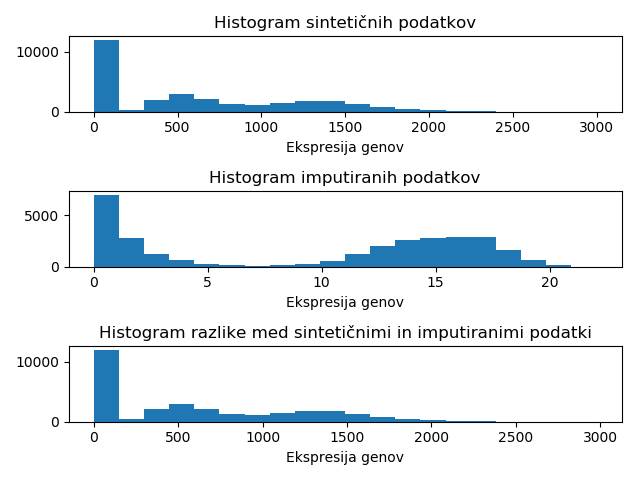 Histogram sintetičnih podatkov
10000
0
0 500 1000 1500 2000 2500 3000
Ekspresija genov
Histogram imputiranih podatkov
5000
0
0 5 10 15 20
Ekspresija genov
Histogram razlike med sintetičnimi in imputiranimi podatki
10000
0
0 500 1000 1500 2000 2500 3000
Ekspresija genov